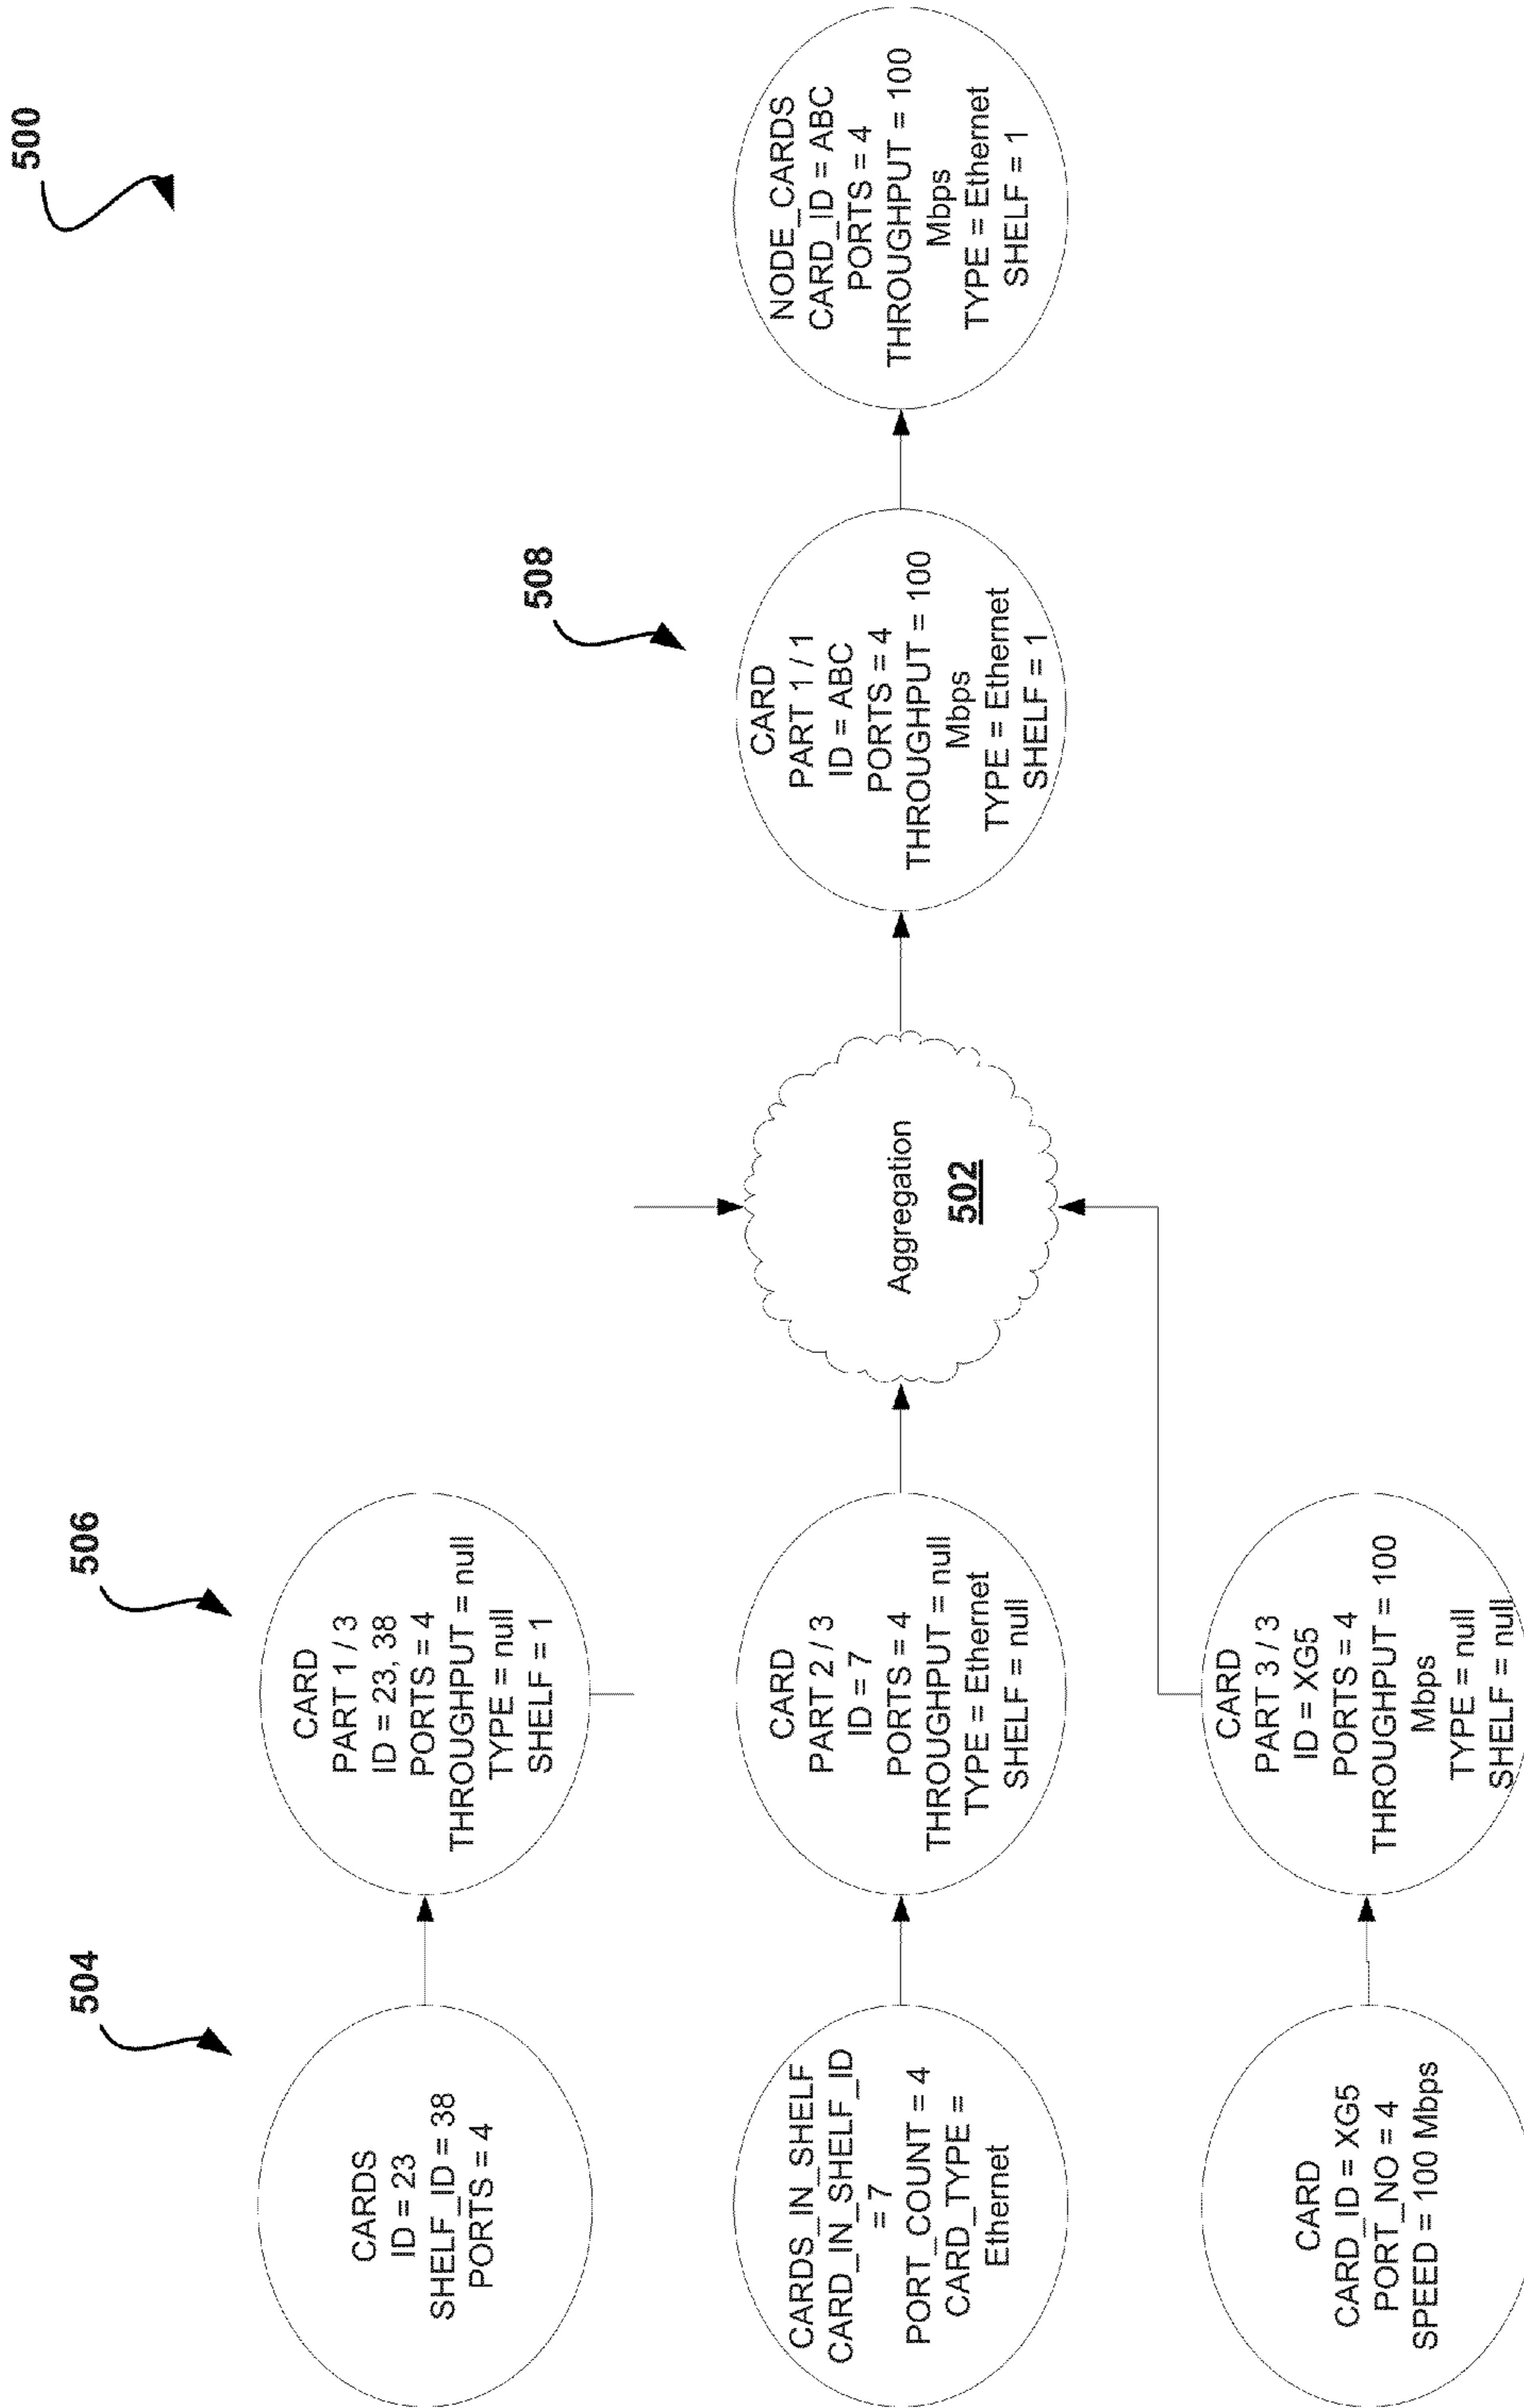 500
504
506
508
CARDS
ID = 23
SHELF_ID = 38
PORTS = 4
CARD
PART 1 / 3
ID = 23, 38
PORTS = 4
THROUGHPUT = null
TYPE = null
SHELF = 1
CARDS_IN_SHELF
CARD_IN_SHELF_ID
= 7
PORT_COUNT = 4
CARD_TYPE =
Ethernet
CARD
PART 2 / 3
ID = 7
PORTS = 4
THROUGHPUT = null
TYPE = Ethernet
SHELF = null
Aggregation
502
CARD
PART 1 / 1
ID = ABC
PORTS = 4
THROUGHPUT = 100
Mbps
TYPE = Ethernet
SHELF = 1
NODE_CARDS
CARD_ID = ABC
PORTS = 4
THROUGHPUT = 100
Mbps
TYPE = Ethernet
SHELF = 1
CARD
CARD_ID = XG5
PORT_NO = 4
SPEED = 100 Mbps
CARD
PART 3 / 3
ID = XG5
PORTS = 4
THROUGHPUT = 100
Mbps
TYPE = null
SHELF = null